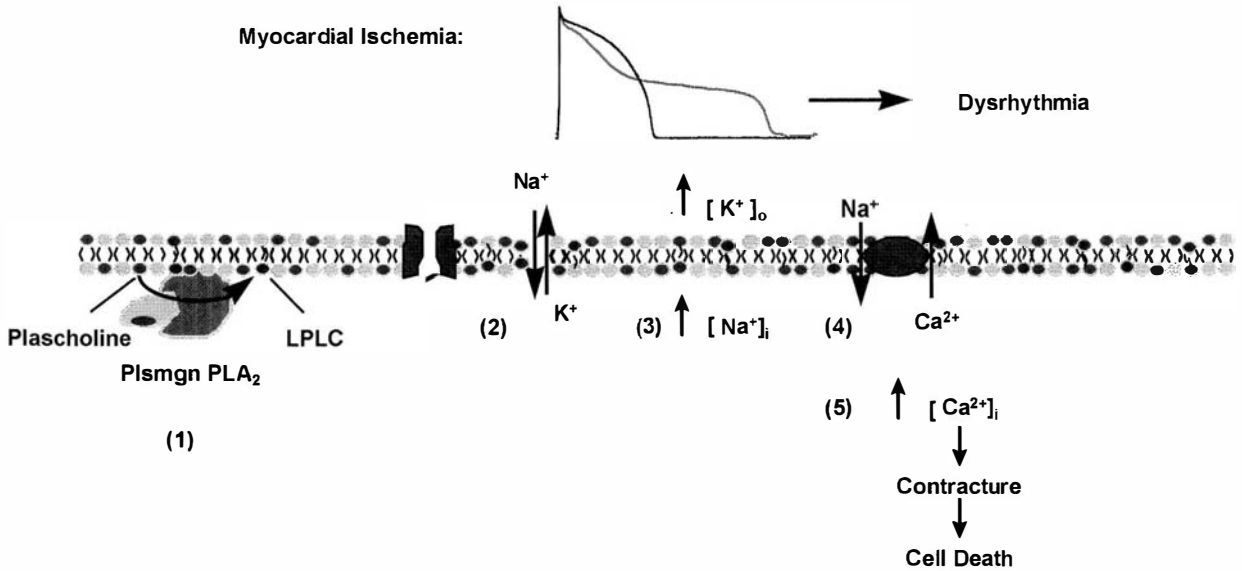 Myocardial Ischemia:
Dysrhythmia
Na⁺
[ K⁺ ]ₒ
Na⁺
Plascholine
LPLC
(2)
K⁺
(3)
[ Na⁺]ᵢ
(4)
Ca²⁺
Plsmgn PLA₂
(1)
(5)
[ Ca²⁺]ᵢ
Contracture
Cell Death